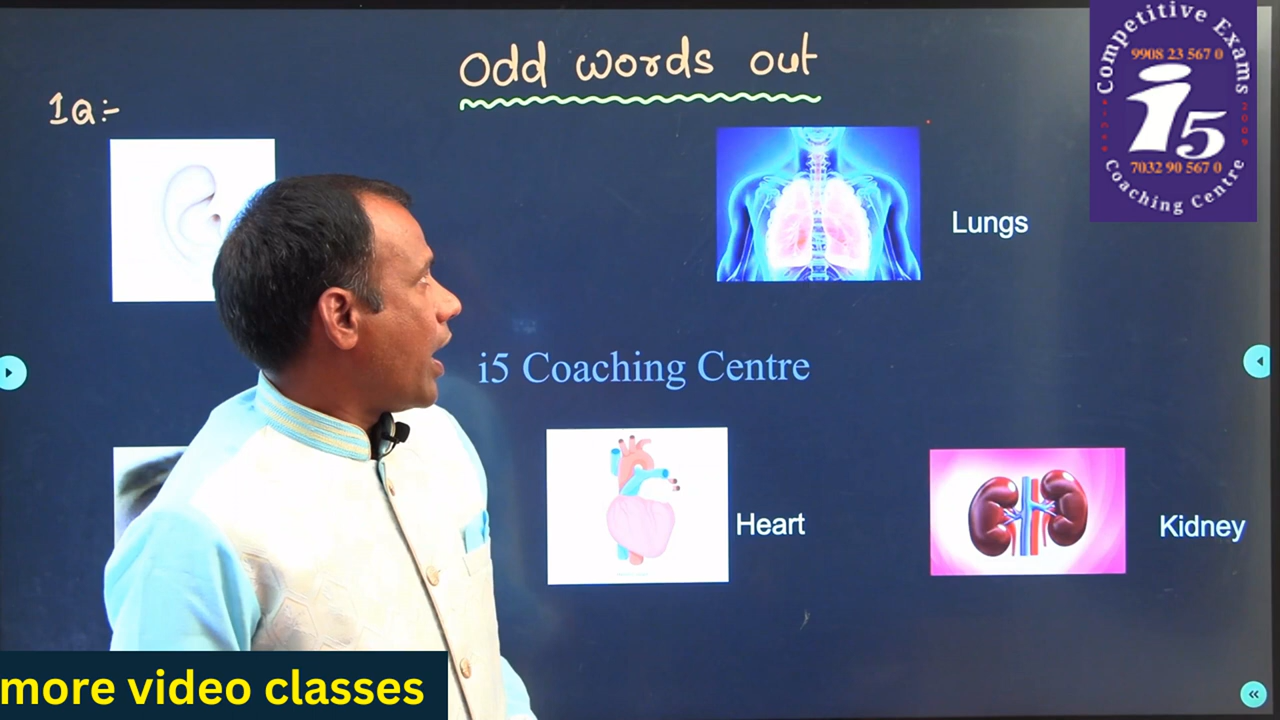 Odd words out
1Q:-
Competitive Exams
9908 23 567 0
i5
7032 90 567 0
Coaching Centre
Lungs
i5 Coaching Centre
Heart
Kidney
more video classes